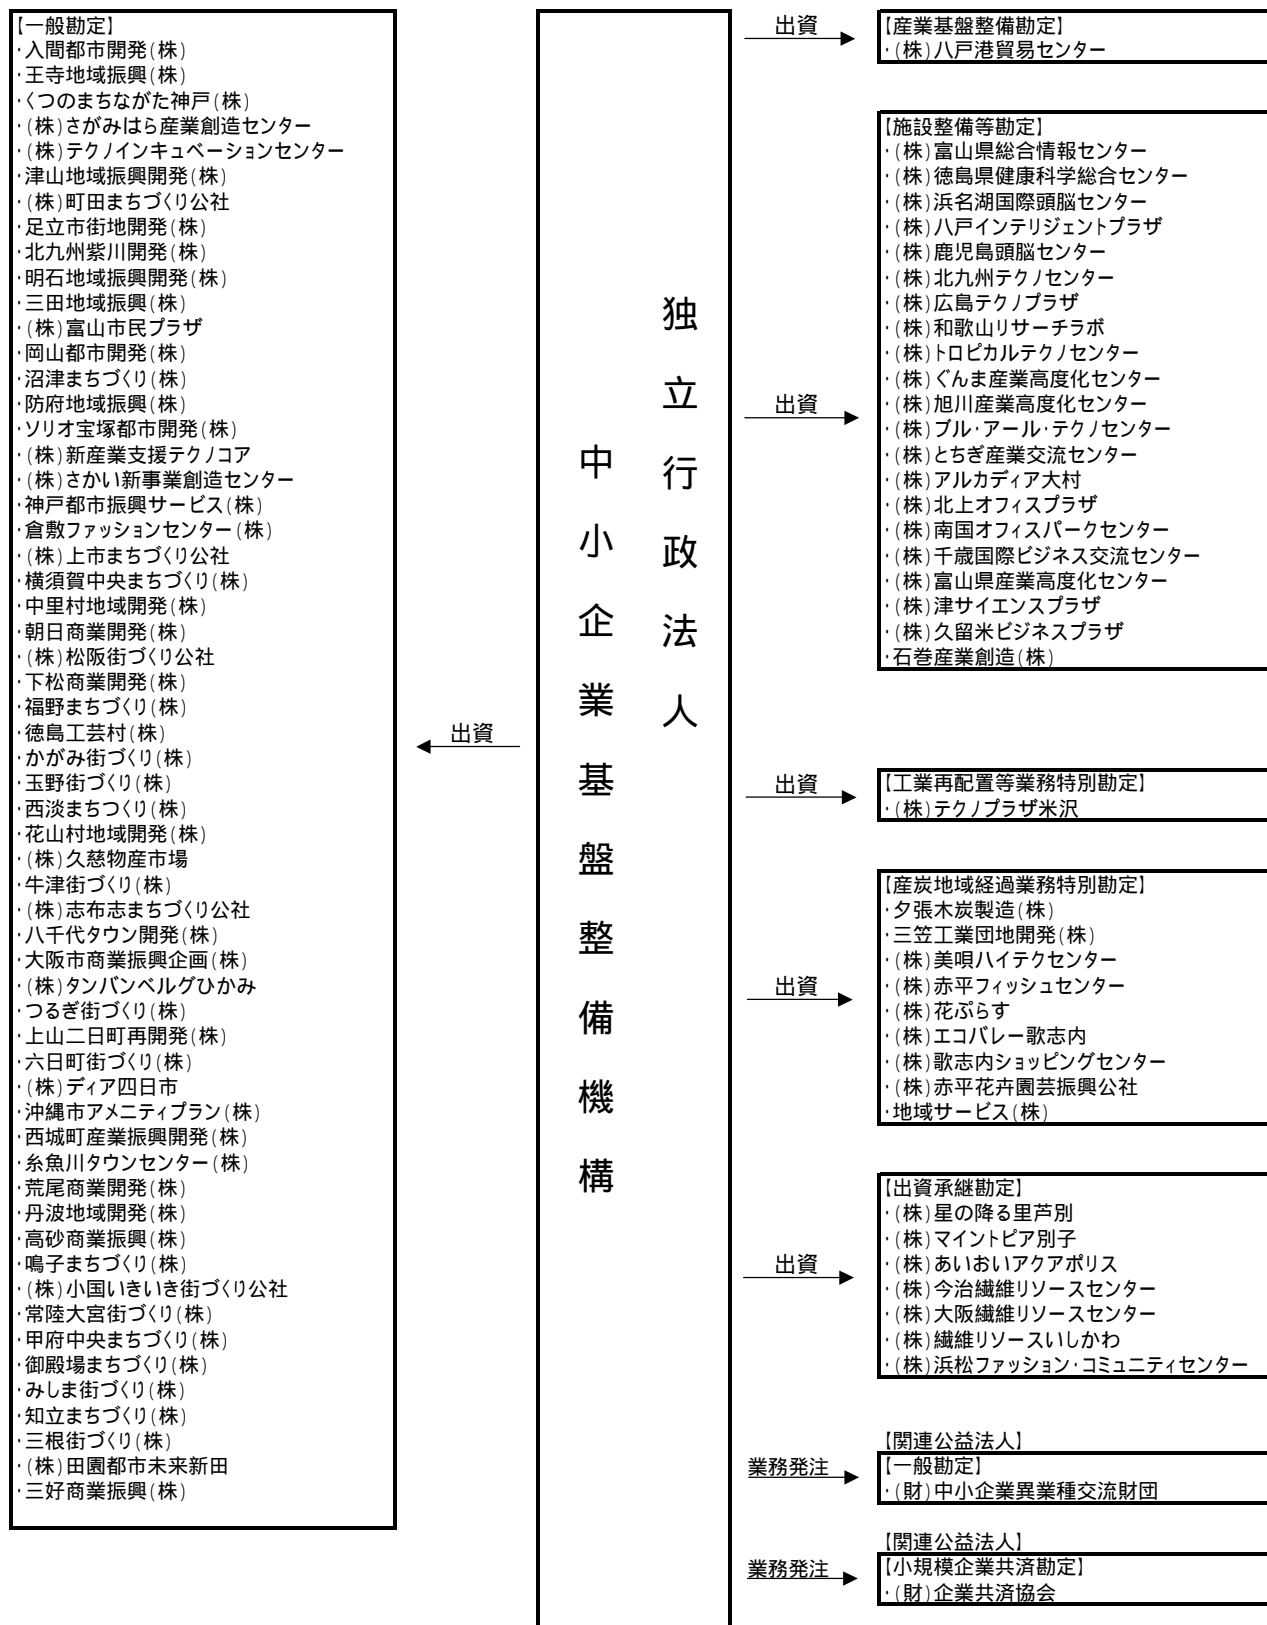 【一般勘定】
・入間都市開発(株)
・王寺地域振興(株)
・くつのまちながた神戸(株)
・(株)さがみはら産業創造センター
・(株)テクノインキュベーションセンター
・津山地域振興開発(株)
・(株)町田まちづくり公社
・足立市街地開発(株)
・北九州紫川開発(株)
・明石地域振興開発(株)
・三田地域振興(株)
・(株)富山市民プラザ
・岡山都市開発(株)
・沼津まちづくり(株)
・防府地域振興(株)
・ソリオ宝塚都市開発(株)
・(株)新産業支援テクノコア
・(株)さかい新事業創造センター
・神戸都市振興サービス(株)
・倉敷ファッションセンター(株)
・(株)上市まちづくり公社
・横須賀中央まちづくり(株)
・中里村地域開発(株)
・朝日商業開発(株)
・(株)松阪街づくり公社
・下松商業開発(株)
・福野まちづくり(株)
・徳島工芸村(株)
・かがみ街づくり(株)
・玉野街づくり(株)
・西淡まちつくり(株)
・花山村地域開発(株)
・(株)久慈物産市場
・牛津街づくり(株)
・(株)志布志まちづくり公社
・八千代タウン開発(株)
・大阪市商業振興企画(株)
・(株)タンバンベルグひかみ
・つるぎ街づくり(株)
・上山二日町再開発(株)
・六日町街づくり(株)
・(株)ディア四日市
・沖縄市アメニティプラン(株)
・西城町産業振興開発(株)
・糸魚川タウンセンター(株)
・荒尾商業開発(株)
・丹波地域開発(株)
・高砂商業振興(株)
・鳴子まちづくり(株)
・(株)小国いきいき街づくり公社
・常陸大宮街づくり(株)
・甲府中央まちづくり(株)
・御殿場まちづくり(株)
・みしま街づくり(株)
・知立まちづくり(株)
・三根街づくり(株)
・(株)田園都市未来新田
・三好商業振興(株)
出資
独立行政法人
中小企業基盤整備機構
出資
【産業基盤整備勘定】
・(株)八戸港貿易センター
出資
【施設整備等勘定】
・(株)富山県総合情報センター
・(株)徳島県健康科学総合センター
・(株)浜名湖国際頭脳センター
・(株)八戸インテリジェントプラザ
・(株)鹿児島頭脳センター
・(株)北九州テクノセンター
・(株)広島テクノプラザ
・(株)和歌山リサーチラボ
・(株)トロピカルテクノセンター
・(株)ぐんま産業高度化センター
・(株)旭川産業高度化センター
・(株)ブル・アール・テクノセンター
・(株)とちぎ産業交流センター
・(株)アルカディア大村
・(株)北上オフィスプラザ
・(株)南国オフィスパークセンター
・(株)千歳国際ビジネス交流センター
・(株)富山県産業高度化センター
・(株)津サイエンスプラザ
・(株)久留米ビジネスプラザ
・石巻産業創造(株)
出資
【工業再配置等業務特別勘定】
・(株)テクノプラザ米沢
出資
【産炭地域経過業務特別勘定】
・夕張木炭製造(株)
・三笠工業団地開発(株)
・(株)美唄ハイテクセンター
・(株)赤平フィッシュセンター
・(株)花ぷらす
・(株)エコバレー歌志内
・(株)歌志内ショッピングセンター
・(株)赤平花卉園芸振興公社
・地域サービス(株)
出資
【出資承継勘定】
・(株)星の降る里芦別
・(株)マイントピア別子
・(株)あいおいアクアポリス
・(株)今治繊維リソースセンター
・(株)大阪繊維リソースセンター
・(株)繊維リソースいしかわ
・(株)浜松ファッション・コミュニティセンター
【関連公益法人】
業務発注
【一般勘定】
・(財)中小企業異業種交流財団
【関連公益法人】
業務発注
【小規模企業共済勘定】
・(財)企業共済協会